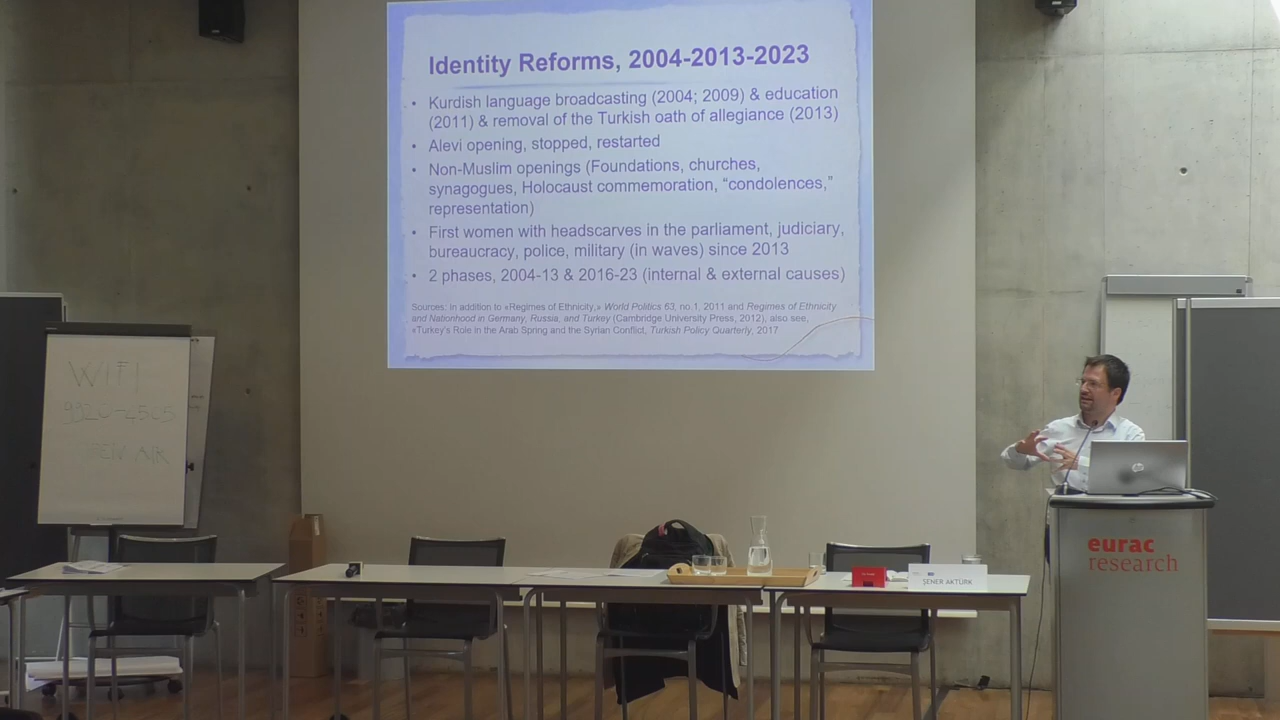 Identity Reforms, 2004-2013-2023
• Kurdish language broadcasting (2004; 2009) & education
(2011) & removal of the Turkish oath of allegiance (2013)
• Alevi opening, stopped, restarted
• Non-Muslim openings (Foundations, churches,
synagogues, Holocaust commemoration, “condolences,”
representation)
• First women with headscarves in the parliament, judiciary,
bureaucracy, police, military (in waves) since 2013
• 2 phases, 2004-13 & 2016-23 (internal & external causes)
Sources: In addition to «Regimes of Ethnicity,» World Politics 63, no.1, 2011 and Regimes of Ethnicity
and Nationhood in Germany, Russia, and Turkey (Cambridge University Press, 2012), also see,
«Turkey's Role in the Arab Spring and the Syrian Conflict, Turkish Policy Quarterly, 2017
WIFI
hp
eurac
research
ŞENER AKTÜRK